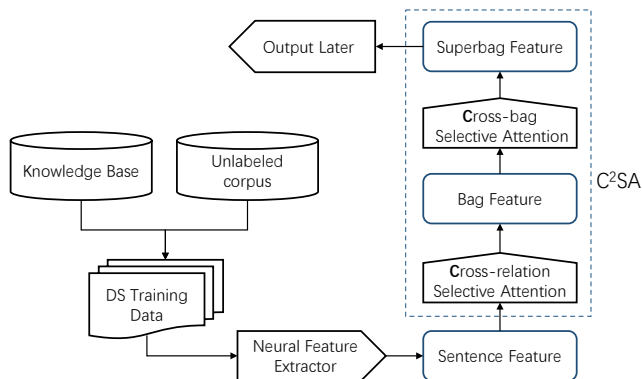 Output Later
Superbag Feature
Cross-bag
Selective Attention
Knowledge Base
Unlabeled
corpus
Bag Feature
C²SA
Cross-relation
Selective Attention
DS Training
Data
Neural Feature
Extractor
Sentence Feature